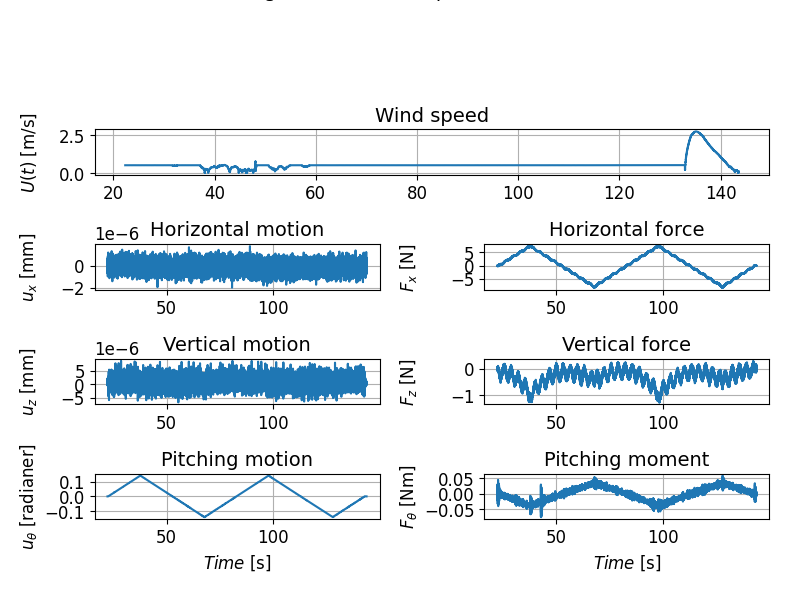 Wind speed
U(t) [m/s]
2.5
0.0
20 40 60 80 100 120 140
1e−6 Horizontal motion
u_x [mm]
0
−2
50 100
Horizontal force
F_x [N]
5
0
−5
50 100
1e−6 Vertical motion
u_z [mm]
5
0
−5
50 100
Vertical force
F_z [N]
0
−1
50 100
Pitching motion
u_θ [radianer]
0.1
0.0
−0.1
50 100
Time [s]
Pitching moment
F_θ [Nm]
0.05
0.00
−0.05
50 100
Time [s]